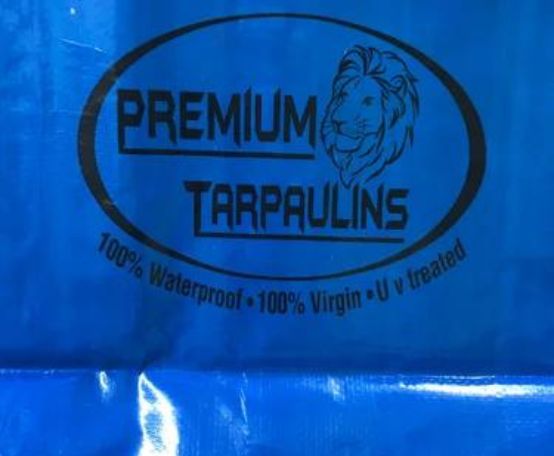 PREMIUM
TARPAULINS
100% Waterproof • 100% Virgin • U v treated